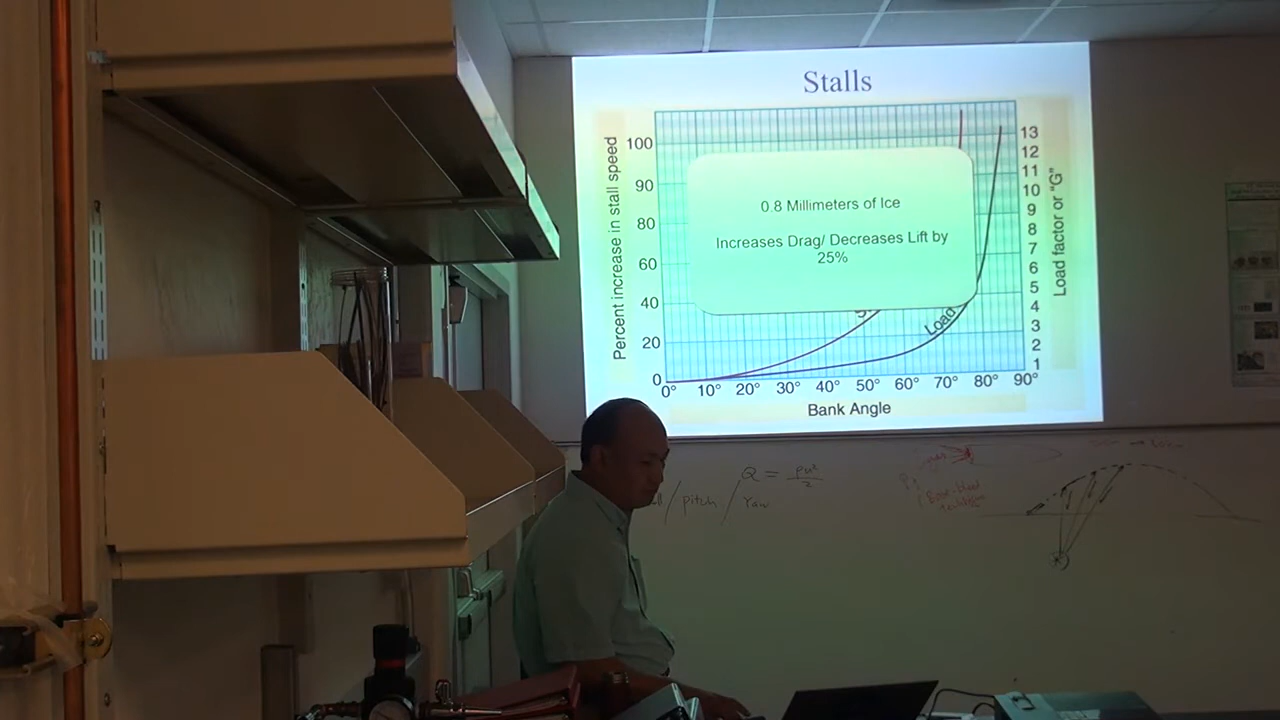 Stalls
Percent increase in stall speed
100
90
80
60
40
20
0
0.8 Millimeters of Ice
Increases Drag/ Decreases Lift by
25%
Load
13
12
11
10
9
8
7
6
5
4
3
2
1
Load factor or "G"
0° 10° 20° 30° 40° 50° 60° 70° 80° 90°
Bank Angle
Q = ρu²/2
/ pitch / Yaw